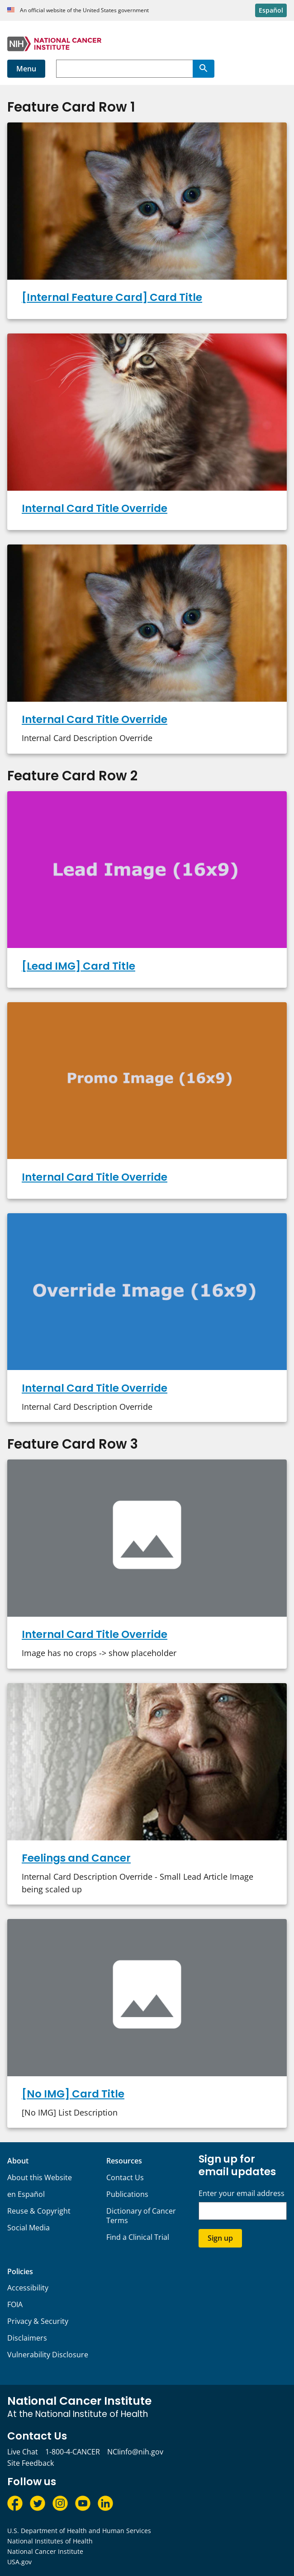 An official website of the United States government
Español
NIH NATIONAL CANCER INSTITUTE
Menu
Feature Card Row 1
[Internal Feature Card] Card Title
Internal Card Title Override
Internal Card Title Override
Internal Card Description Override
Feature Card Row 2
Lead Image (16x9)
[Lead IMG] Card Title
Promo Image (16x9)
Internal Card Title Override
Override Image (16x9)
Internal Card Title Override
Internal Card Description Override
Feature Card Row 3
Internal Card Title Override
Image has no crops -> show placeholder
Feelings and Cancer
Internal Card Description Override - Small Lead Article Image
being scaled up
[No IMG] Card Title
[No IMG] List Description
About
About this Website
en Español
Reuse & Copyright
Social Media
Resources
Contact Us
Publications
Dictionary of Cancer
Terms
Find a Clinical Trial
Sign up for
email updates
Enter your email address
Sign up
Policies
Accessibility
FOIA
Privacy & Security
Disclaimers
Vulnerability Disclosure
National Cancer Institute
At the National Institute of Health
Contact Us
Live Chat 1-800-4-CANCER NCIinfo@nih.gov
Site Feedback
Follow us
U.S. Department of Health and Human Services
National Institutes of Health
National Cancer Institute
USA.gov